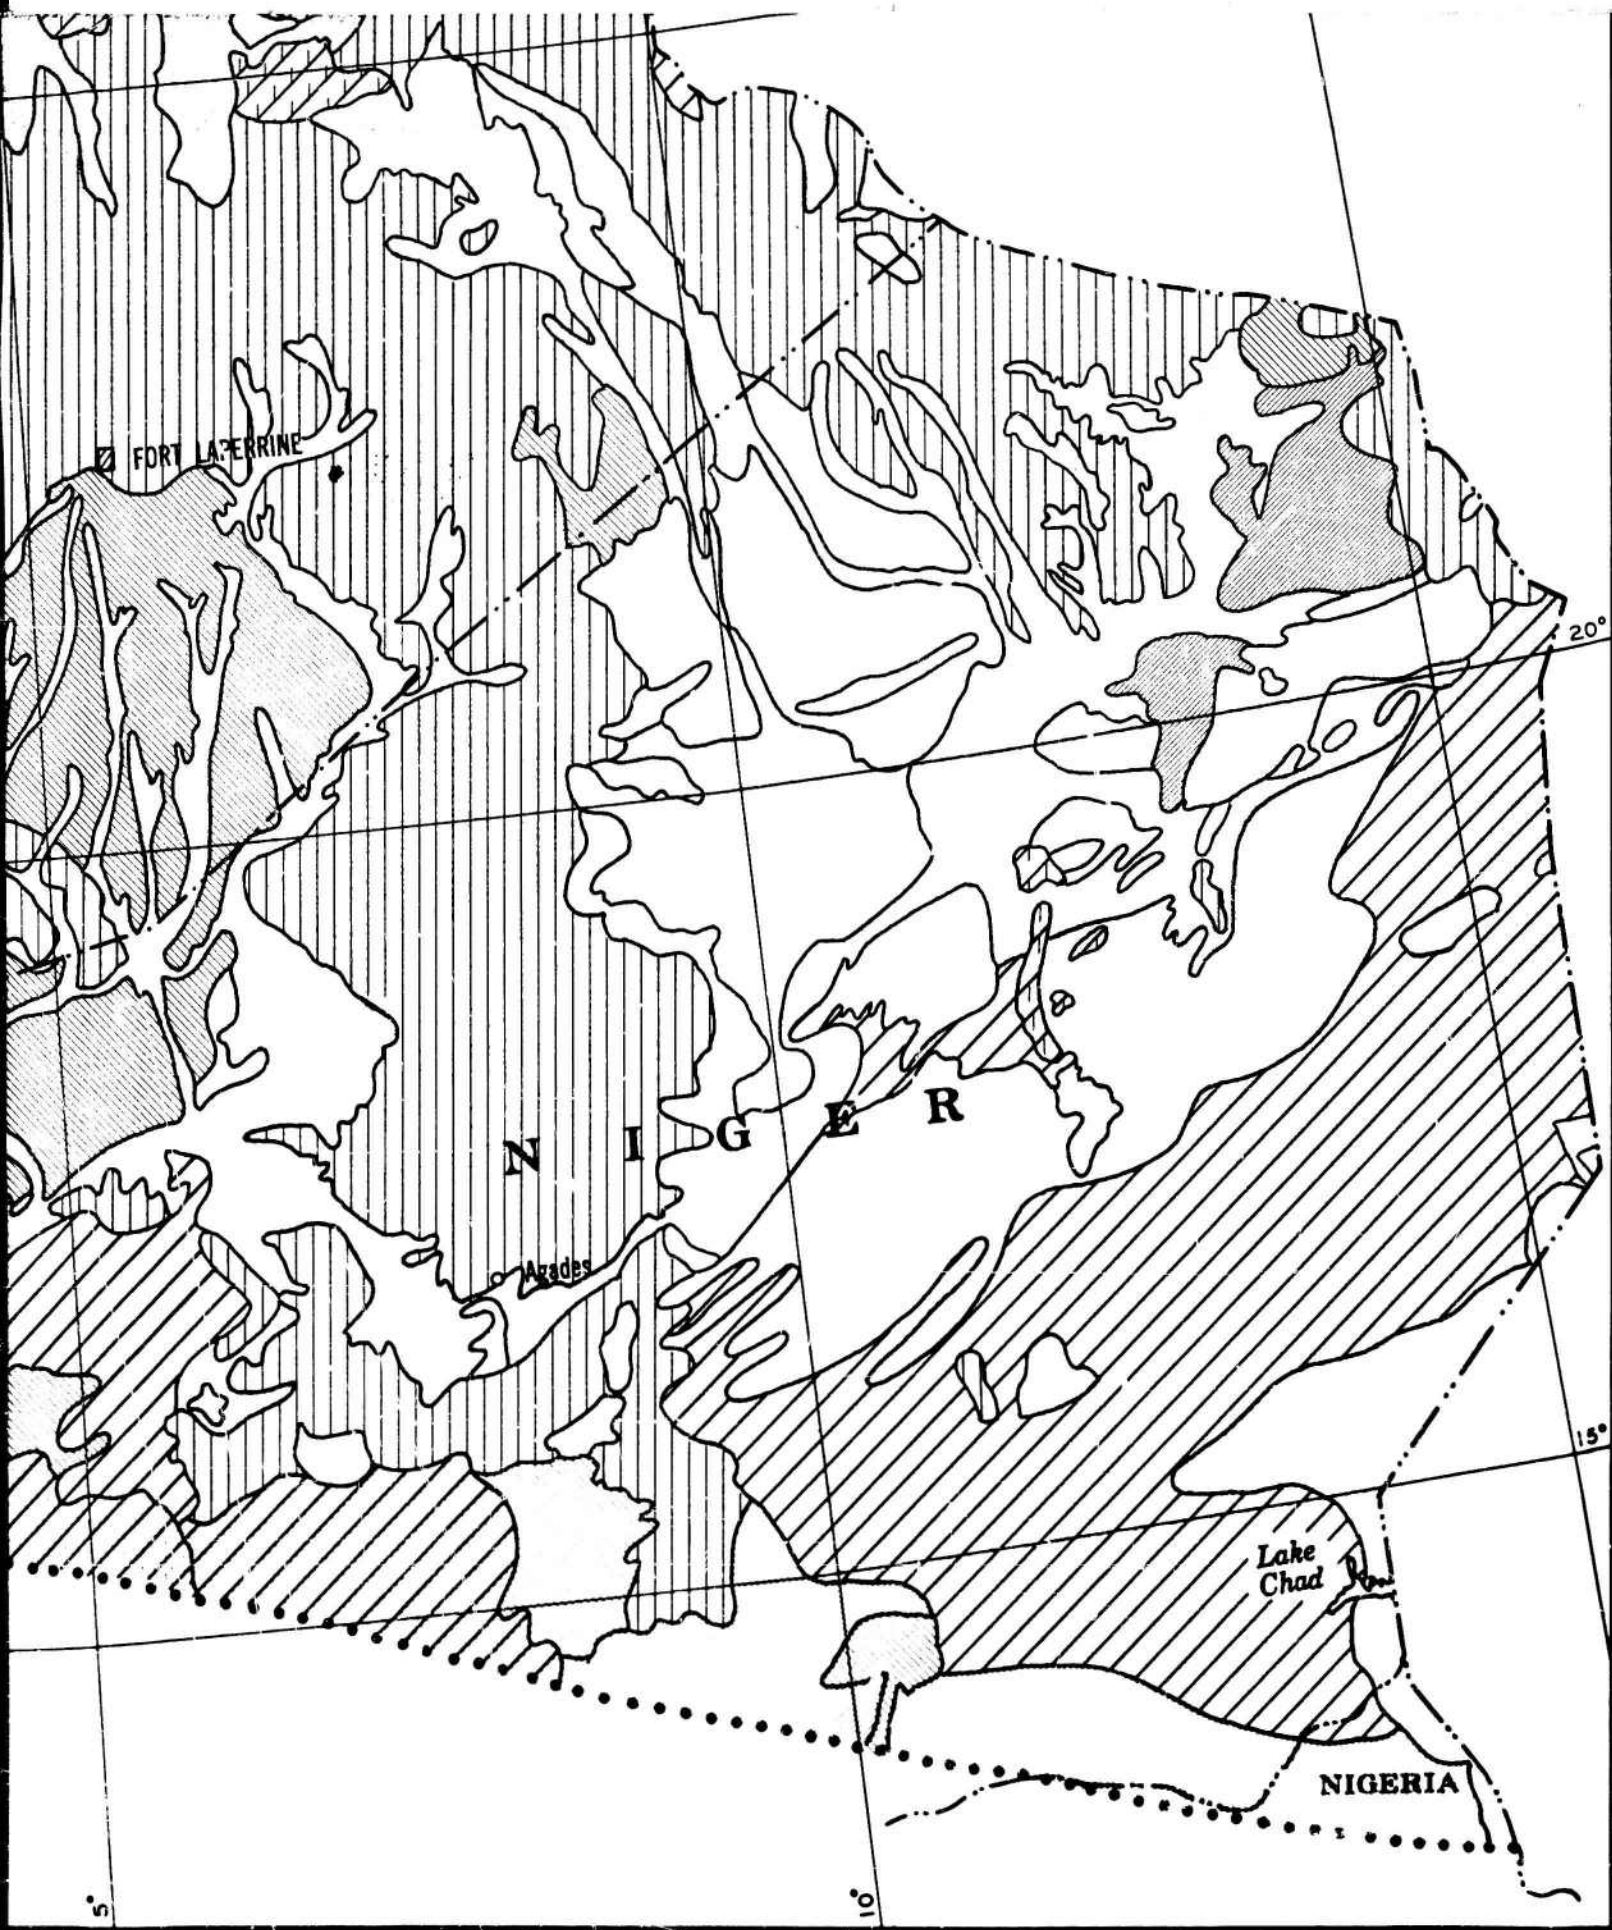 FORT LAPERRINE
20°
N I G E R
Agades
15°
Lake
Chad
NIGERIA
5°
10°